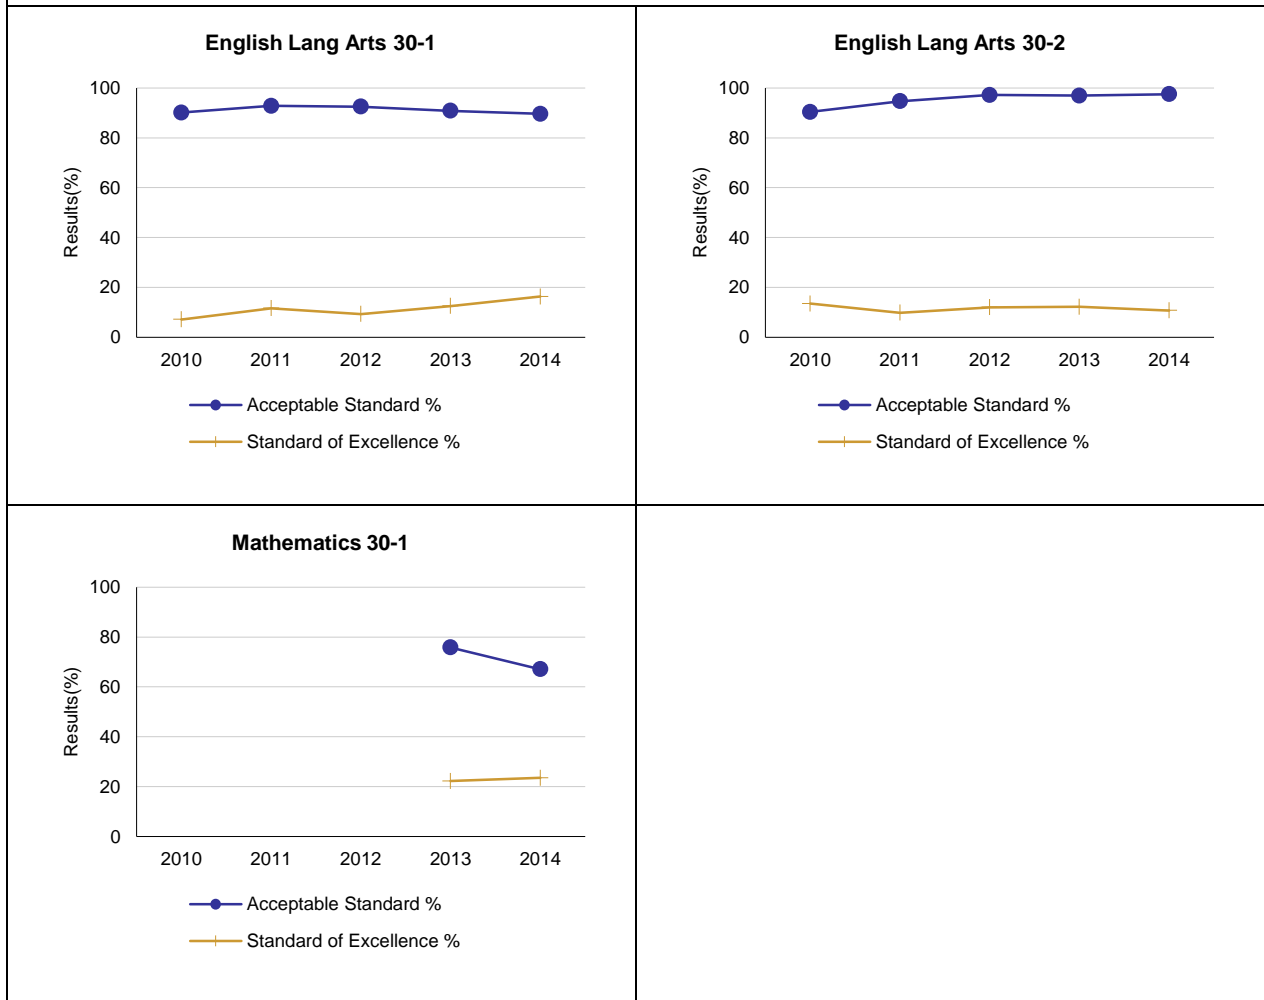 English Lang Arts 30-1
100
80
60
40
20
0
Results(%)
2010 2011 2012 2013 2014
Acceptable Standard %
Standard of Excellence %
English Lang Arts 30-2
100
80
60
40
20
0
Results(%)
2010 2011 2012 2013 2014
Acceptable Standard %
Standard of Excellence %
Mathematics 30-1
100
80
60
40
20
0
Results(%)
2010 2011 2012 2013 2014
Acceptable Standard %
Standard of Excellence %